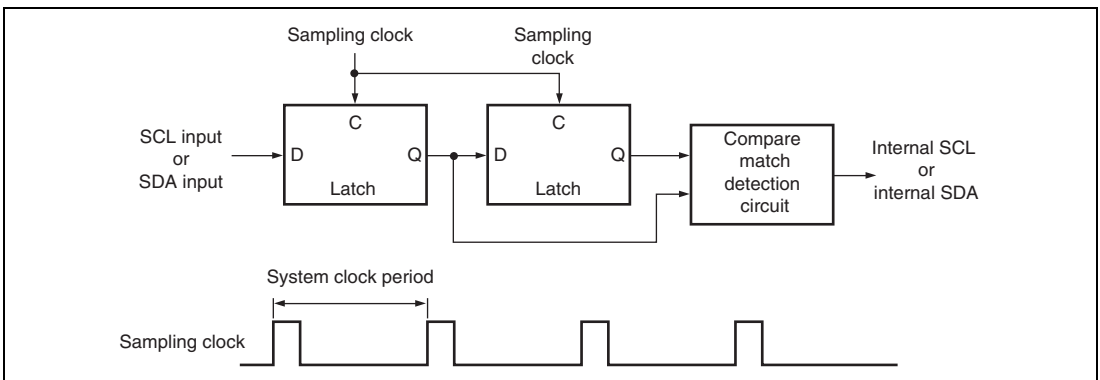 Sampling clock
Sampling
clock
SCL input
or
SDA input
C
D
Q
Latch
C
D
Q
Latch
Compare
match
detection
circuit
Internal SCL
or
internal SDA
System clock period
Sampling clock